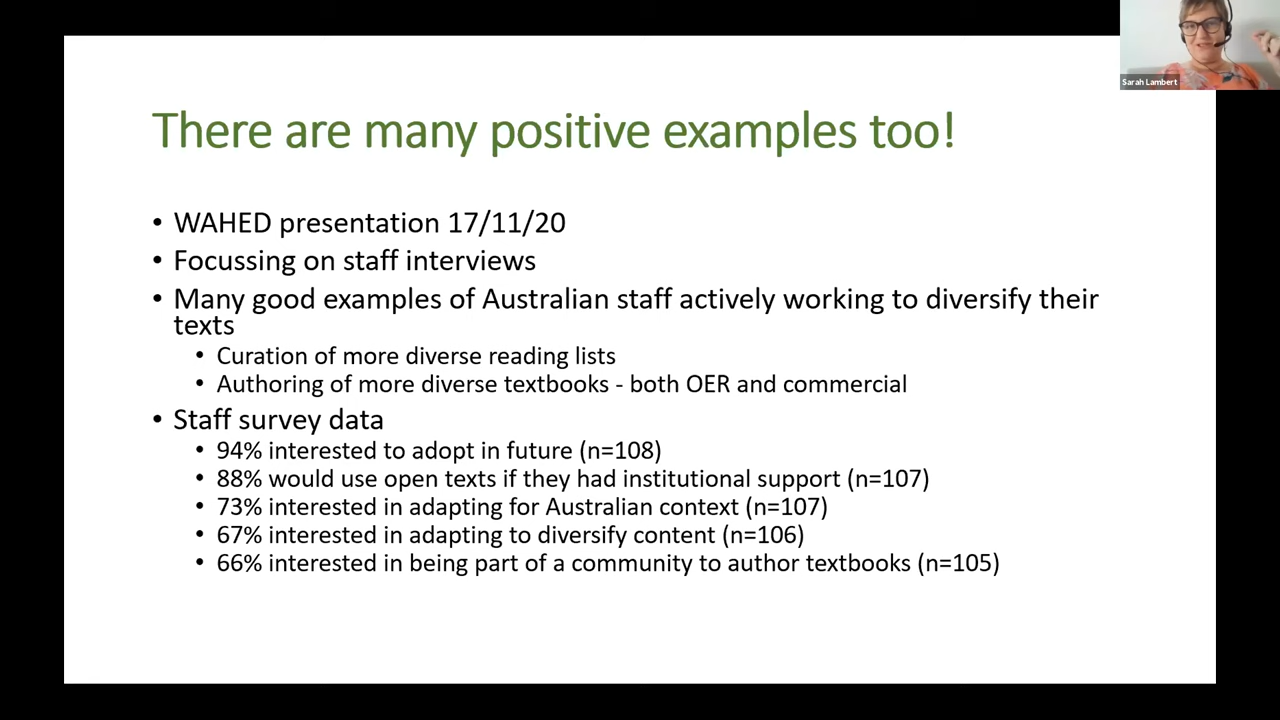 Sarah Lambert
There are many positive examples too!
• WAHED presentation 17/11/20
• Focussing on staff interviews
• Many good examples of Australian staff actively working to diversify their
texts
• Curation of more diverse reading lists
• Authoring of more diverse textbooks - both OER and commercial
• Staff survey data
• 94% interested to adopt in future (n=108)
• 88% would use open texts if they had institutional support (n=107)
• 73% interested in adapting for Australian context (n=107)
• 67% interested in adapting to diversify content (n=106)
• 66% interested in being part of a community to author textbooks (n=105)